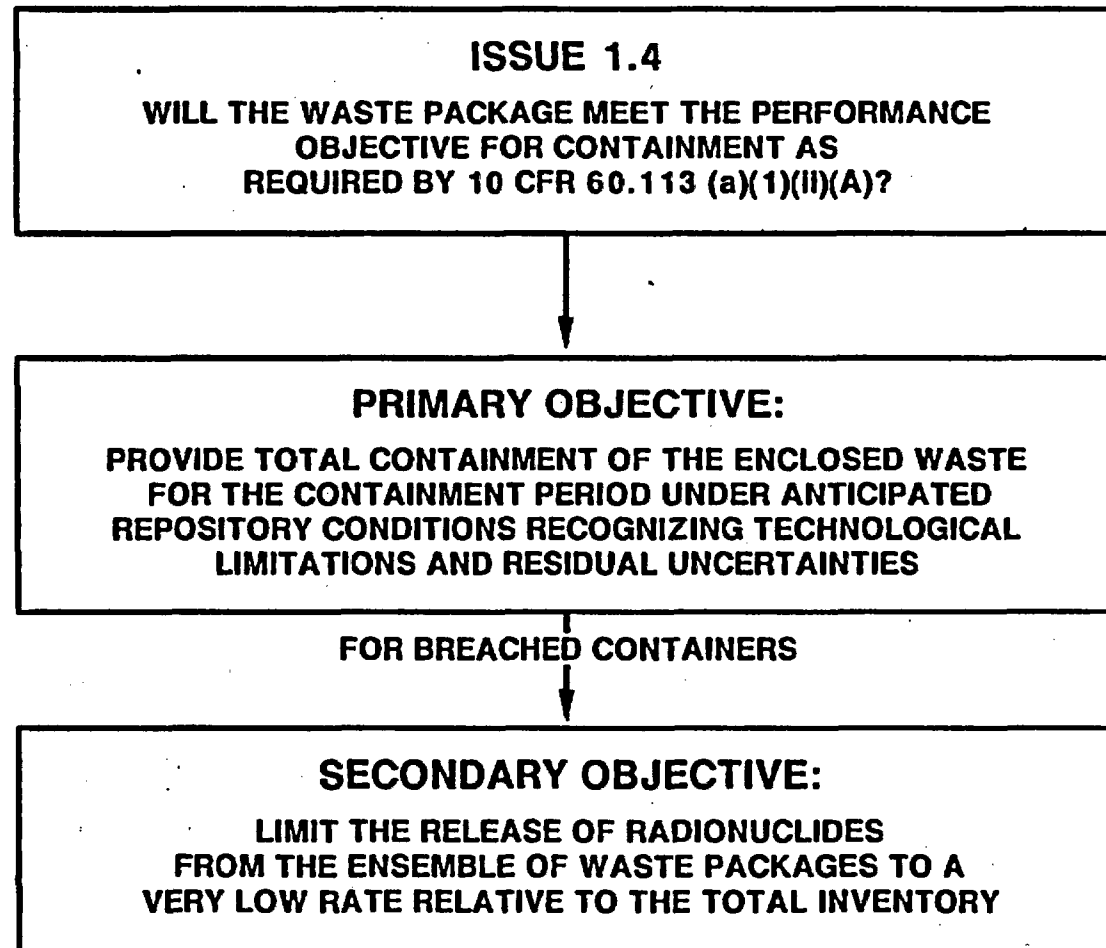 ISSUE 1.4
WILL THE WASTE PACKAGE MEET THE PERFORMANCE
OBJECTIVE FOR CONTAINMENT AS
REQUIRED BY 10 CFR 60.113 (a)(1)(ii)(A)?
PRIMARY OBJECTIVE:
PROVIDE TOTAL CONTAINMENT OF THE ENCLOSED WASTE
FOR THE CONTAINMENT PERIOD UNDER ANTICIPATED
REPOSITORY CONDITIONS RECOGNIZING TECHNOLOGICAL
LIMITATIONS AND RESIDUAL UNCERTAINTIES
FOR BREACHED CONTAINERS
SECONDARY OBJECTIVE:
LIMIT THE RELEASE OF RADIONUCLIDES
FROM THE ENSEMBLE OF WASTE PACKAGES TO A
VERY LOW RATE RELATIVE TO THE TOTAL INVENTORY